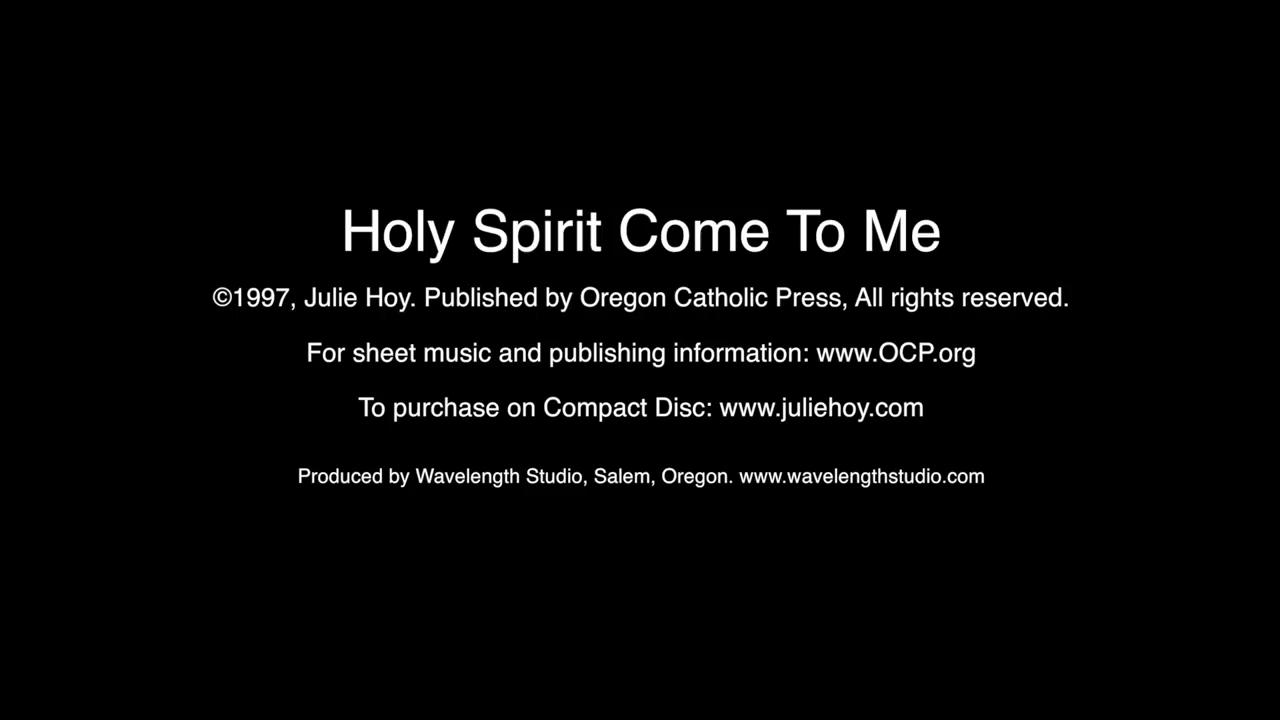 Holy Spirit Come To Me
©1997, Julie Hoy. Published by Oregon Catholic Press, All rights reserved.
For sheet music and publishing information: www.OCP.org
To purchase on Compact Disc: www.juliehoy.com
Produced by Wavelength Studio, Salem, Oregon. www.wavelengthstudio.com